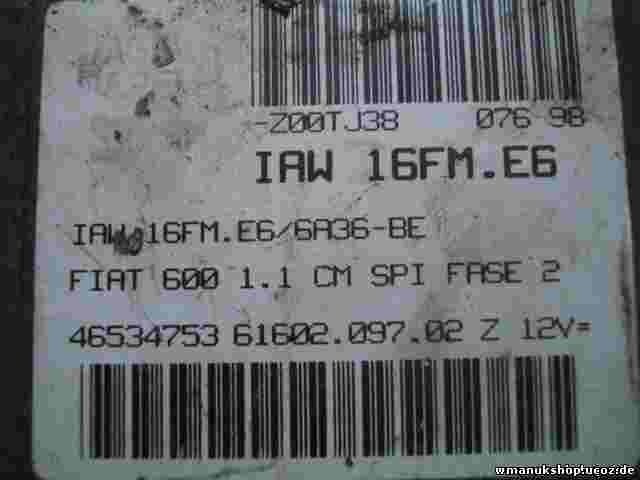 -Z00TJ38 076 98
IAW 16FM.E6
IAW 16FM.E6/6A36-BE
FIAT 600 1.1 CM SPI FASE 2
46534753 61602.097.02 Z 12V=
wmanukshop.ucoz.de